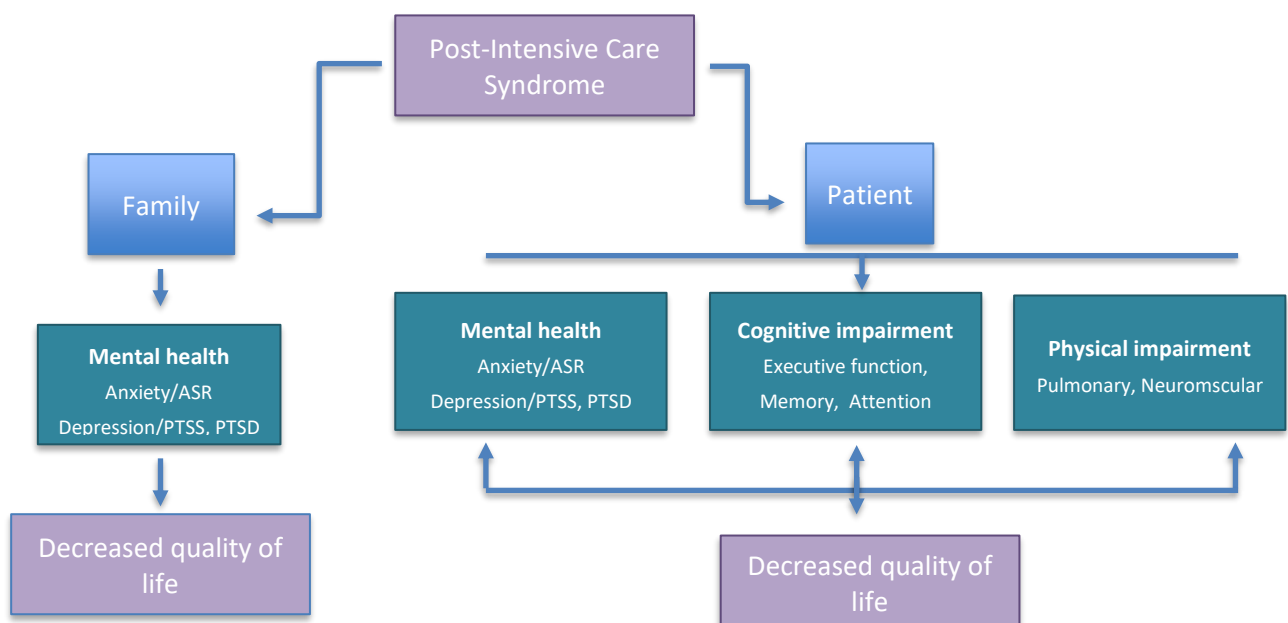 Post-Intensive Care
Syndrome
Family
Patient
Mental health
Anxiety/ASR
Depression/PTSS, PTSD
Decreased quality of
life
Mental health
Anxiety/ASR
Depression/PTSS, PTSD
Cognitive impairment
Executive function,
Memory, Attention
Physical impairment
Pulmonary, Neuromscular
Decreased quality of
life